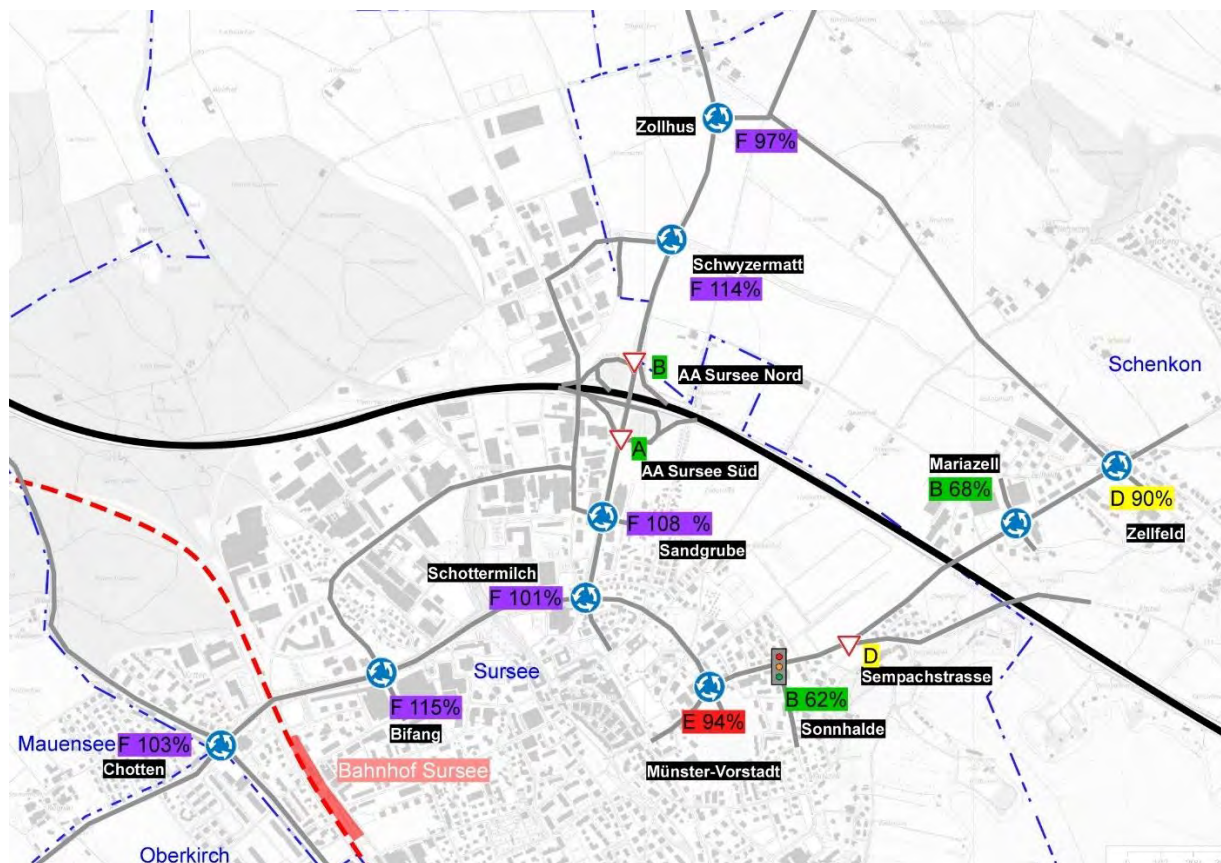 Zollhus
F 97%
Schwyzermatt
F 114%
Schenkon
B
AA Sursee Nord
A
AA Sursee Süd
Mariazell
B 68%
D 90%
Zellfeld
F 108 %
Sandgrube
Schottermilch
F 101%
Sursee
D
Sempachstrasse
F 115%
Bifang
B 62%
Sonnhalde
E 94%
Münster-Vorstadt
Mauensee
F 103%
Chotten
Bahnhof Sursee
Oberkirch